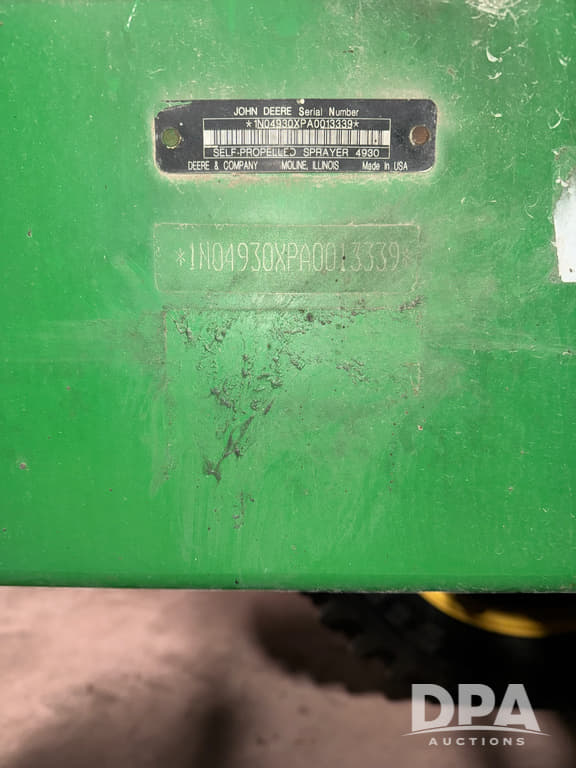 JOHN DEERE Serial Number
*1N04930XPA0013339*
SELF-PROPELLED SPRAYER 4930
DEERE & COMPANY MOLINE, ILLINOIS Made In USA
*1N04930XPA0013339*
DPA
AUCTIONS